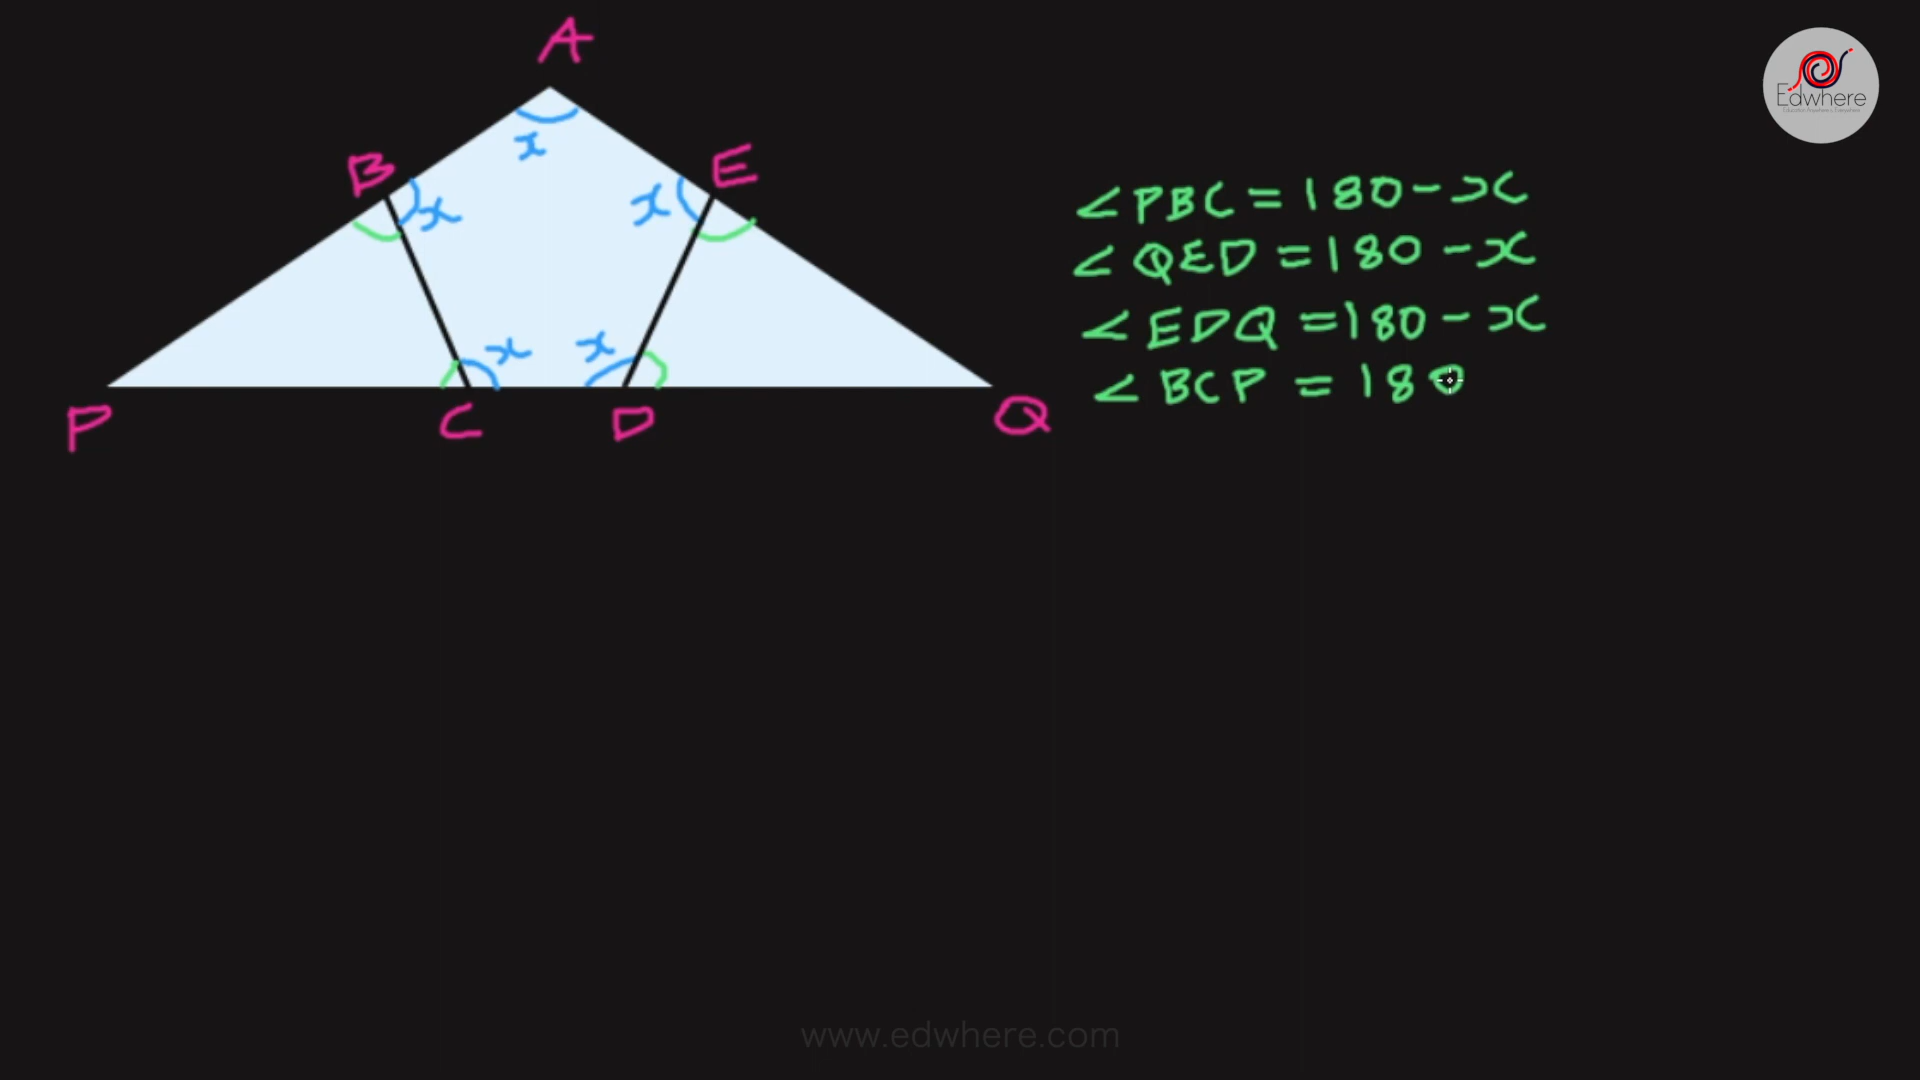 A
B
E
x
x
x
x
x
P
C
D
Q
∠PBC = 180 - x
∠QED = 180 - x
∠EDQ = 180 - x
∠BCP = 180
Edwhere
www.edwhere.com